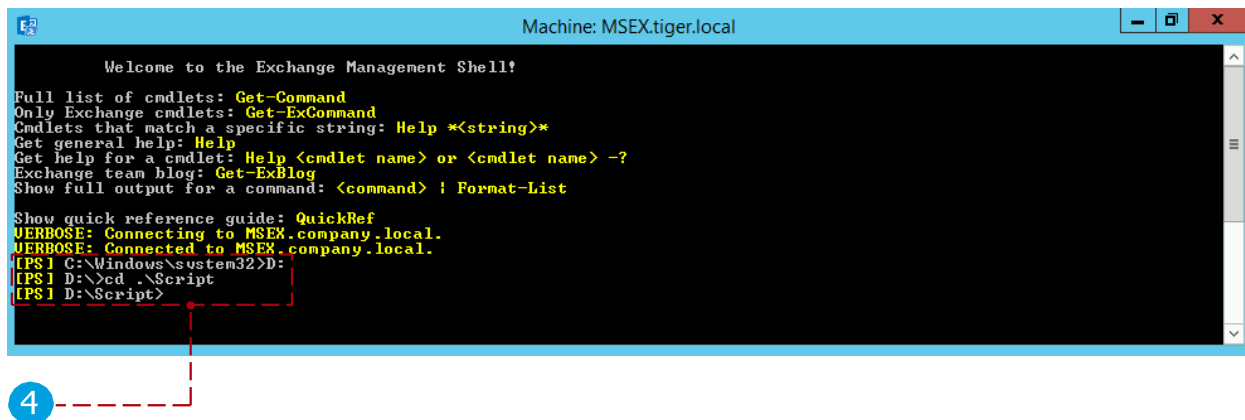 Machine: MSEX.tiger.local
Welcome to the Exchange Management Shell!
Full list of cmdlets: Get-Command
Only Exchange cmdlets: Get-ExCommand
Cmdlets that match a specific string: Help *<string>*
Get general help: Help
Get help for a cmdlet: Help <cmdlet name> or <cmdlet name> -?
Exchange team blog: Get-ExBlog
Show full output for a command: <command> | Format-List
Show quick reference guide: QuickRef
VERBOSE: Connecting to MSEX.company.local.
VERBOSE: Connected to MSEX.company.local.
[PS] C:\Windows\system32>D:
[PS] D:\>cd .\Script
[PS] D:\Script>
4